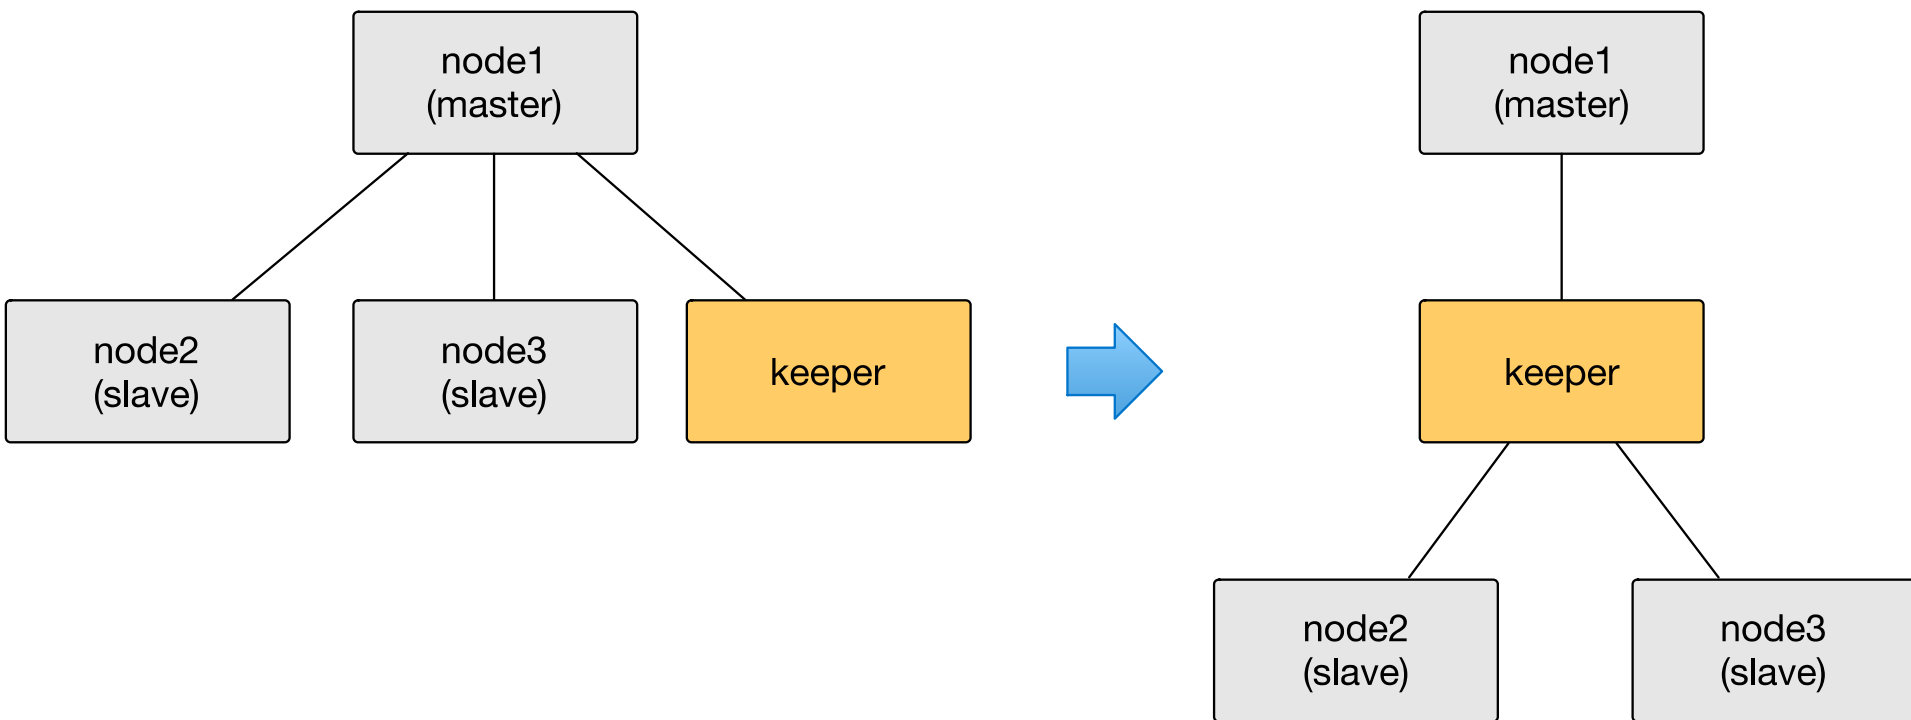 node1
(master)
node2
(slave)
node3
(slave)
keeper
node1
(master)
keeper
node2
(slave)
node3
(slave)